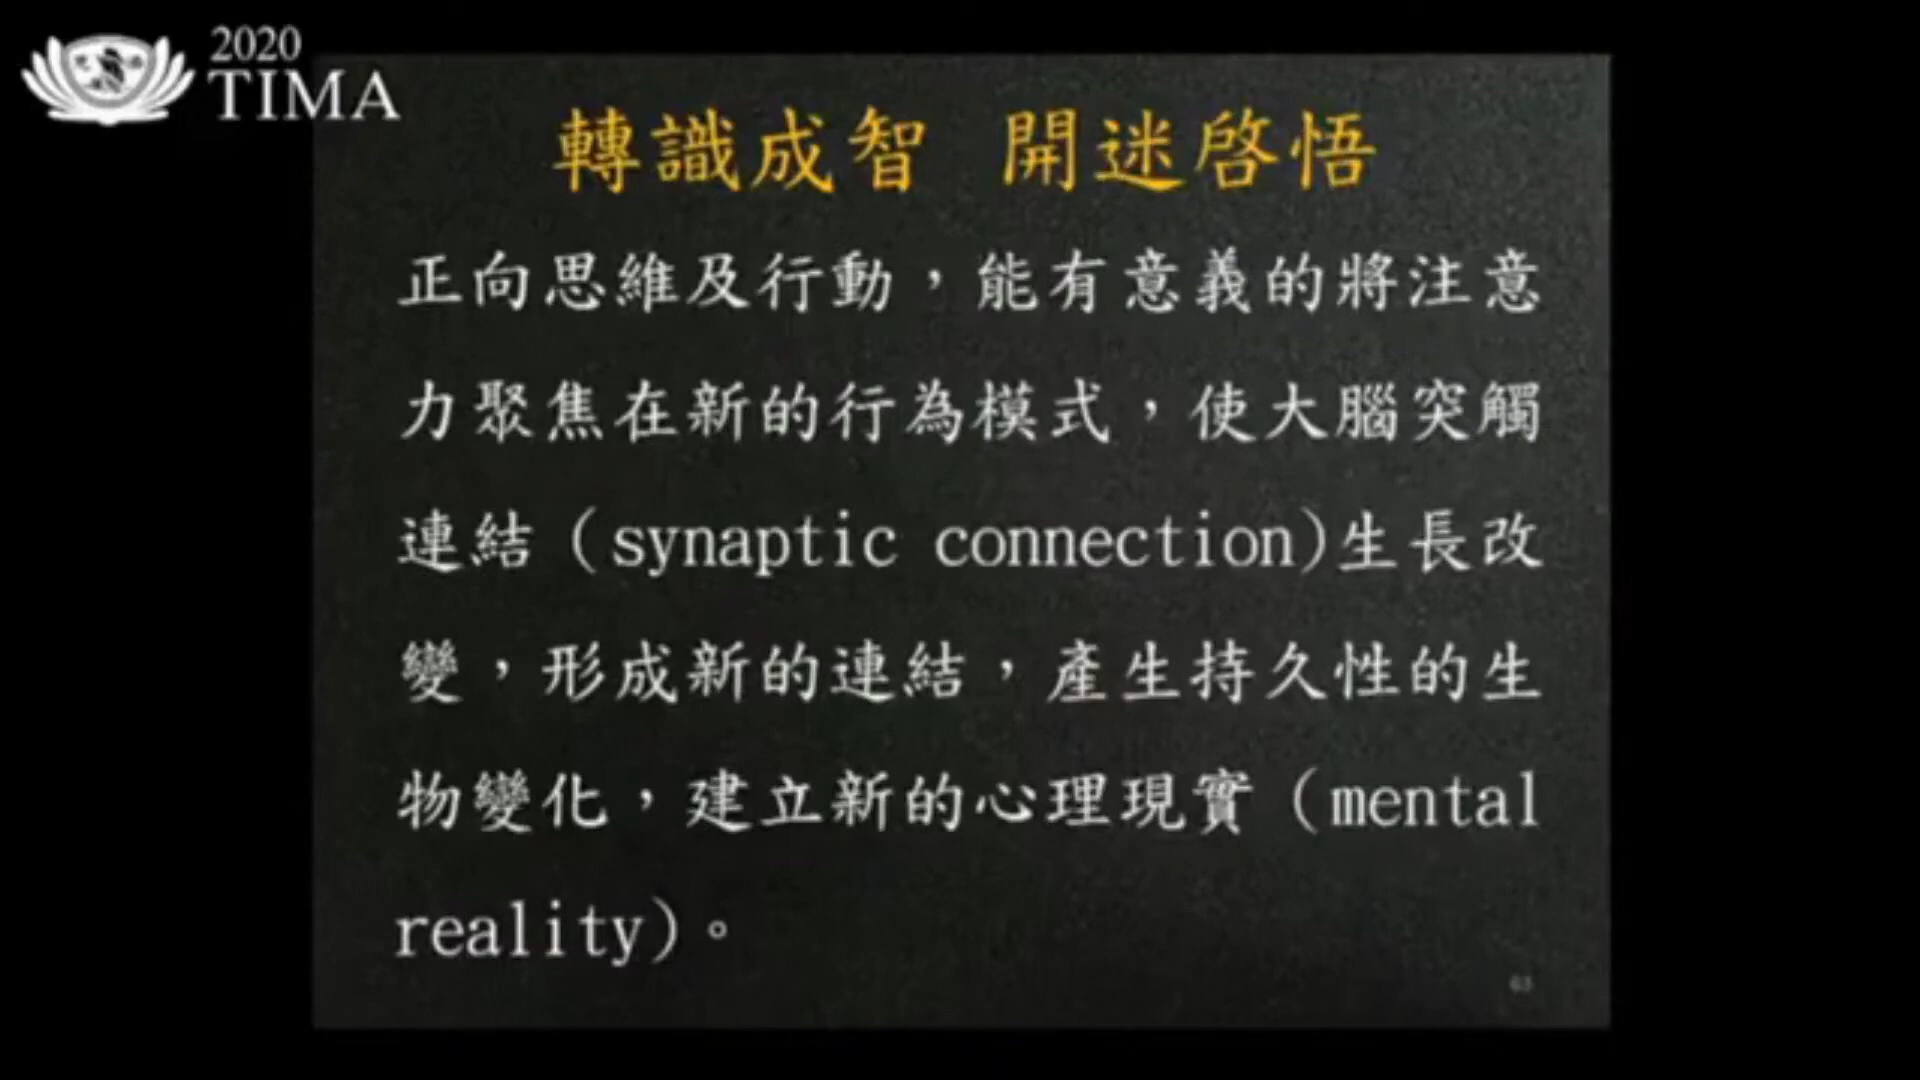 2020
TIMA
轉識成智 開迷啓悟
正向思維及行動，能有意義的將注意
力聚焦在新的行為模式，使大腦突觸
連結（synaptic connection)生長改
變，形成新的連結，產生持久性的生
物變化，建立新的心理現實（mental
reality)。
63